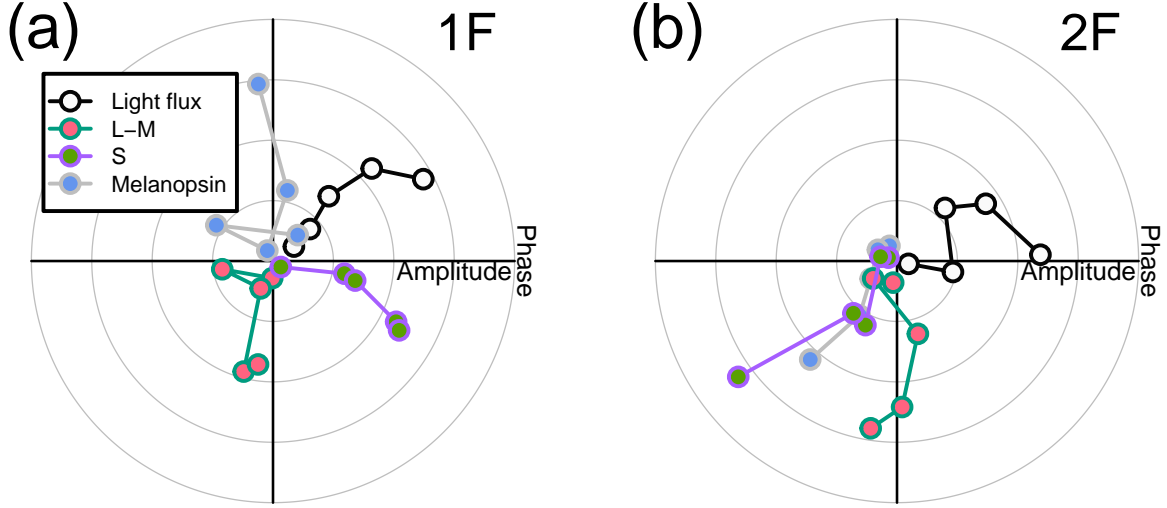 (a)
1F
Light flux
L−M
S
Melanopsin
Amplitude
Phase
(b)
2F
Amplitude
Phase